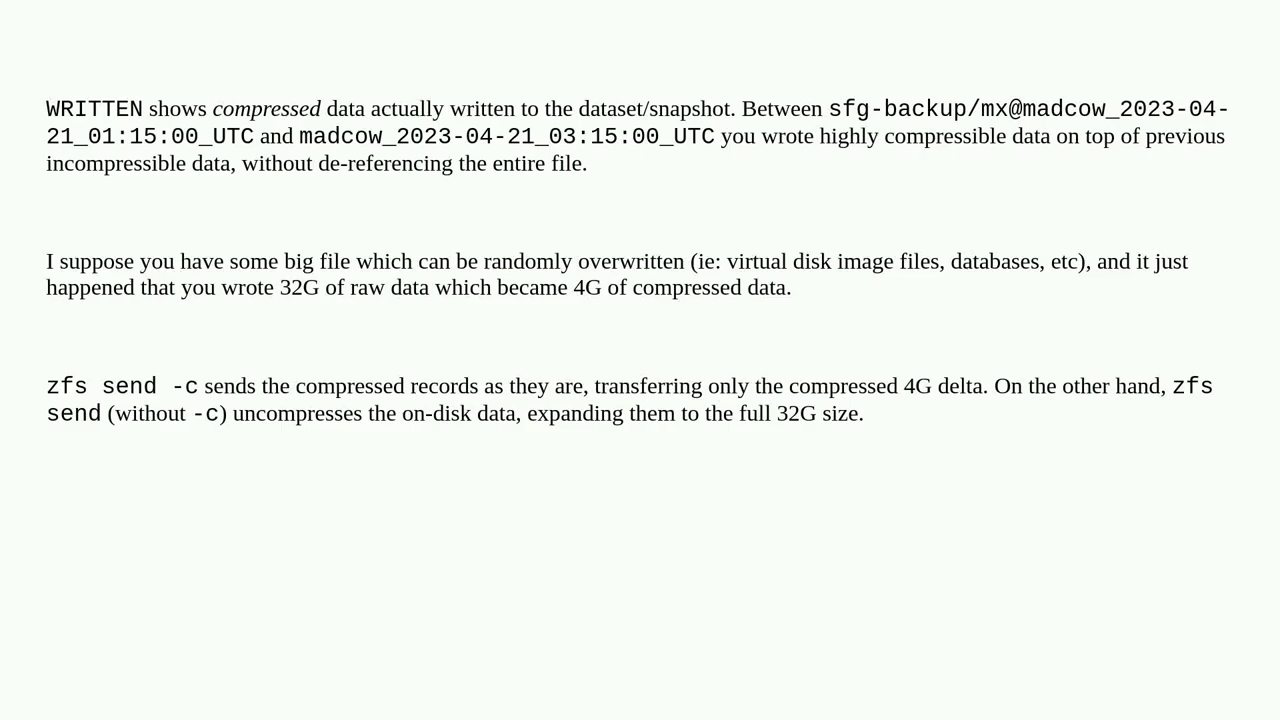 WRITTEN shows compressed data actually written to the dataset/snapshot. Between sfg-backup/mx@madcow_2023-04-
21_01:15:00_UTC and madcow_2023-04-21_03:15:00_UTC you wrote highly compressible data on top of previous
incompressible data, without de-referencing the entire file.
I suppose you have some big file which can be randomly overwritten (ie: virtual disk image files, databases, etc), and it just
happened that you wrote 32G of raw data which became 4G of compressed data.
zfs send -c sends the compressed records as they are, transferring only the compressed 4G delta. On the other hand, zfs
send (without -c) uncompresses the on-disk data, expanding them to the full 32G size.